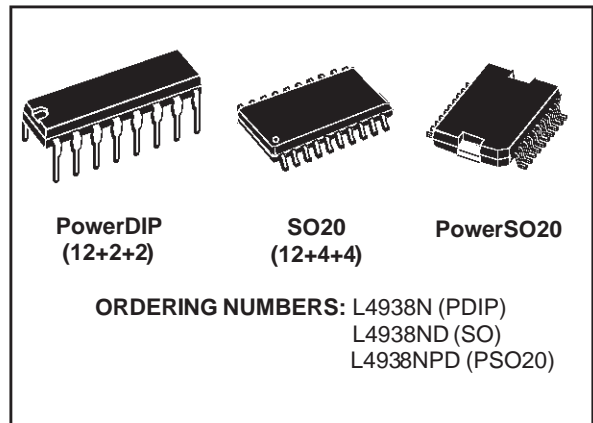 PowerDIP
(12+2+2)
SO20
(12+4+4)
PowerSO20
ORDERING NUMBERS: L4938N (PDIP)
L4938ND (SO)
L4938NPD (PSO20)